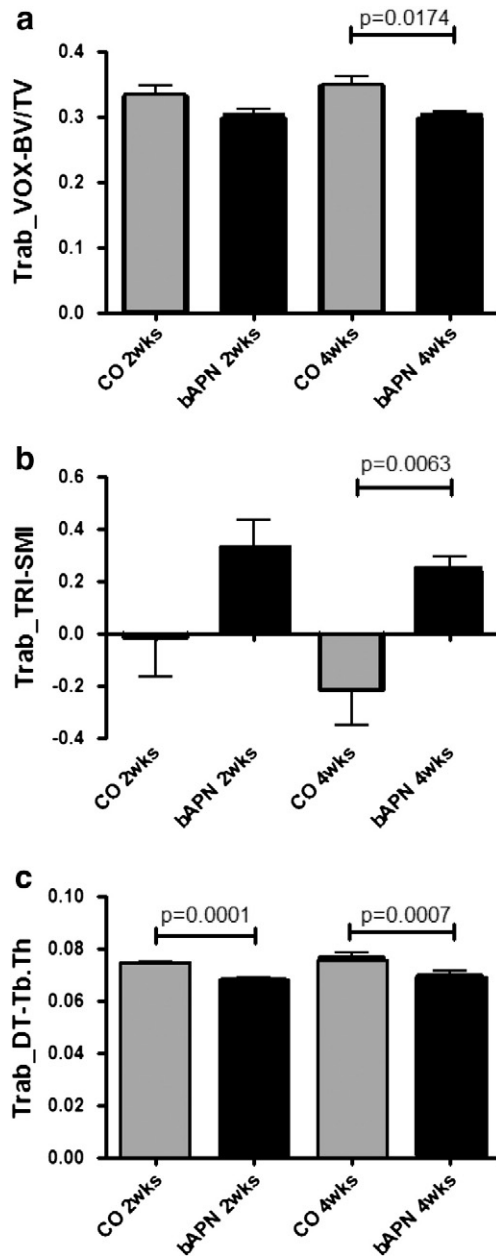 a
p=0.0174
Trab_VOX-BV/TV
0.4
0.3
0.2
0.1
0.0
CO 2wks
bAPN 2wks
CO 4wks
bAPN 4wks
b
p=0.0063
Trab_TRI-SMI
0.6
0.4
0.2
0.0
-0.2
-0.4
CO 2wks
bAPN 2wks
CO 4wks
bAPN 4wks
c
p=0.0001
p=0.0007
Trab_DT-Tb.Th
0.10
0.08
0.06
0.04
0.02
0.00
CO 2wks
bAPN 2wks
CO 4wks
bAPN 4wks